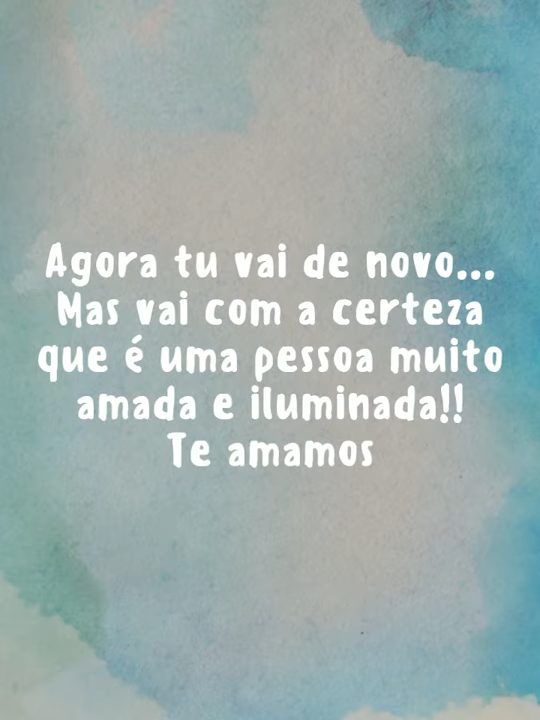 Agora tu vai de novo...
Mas vai com a certeza
que é uma pessoa muito
amada e iluminada!!
Te amamos